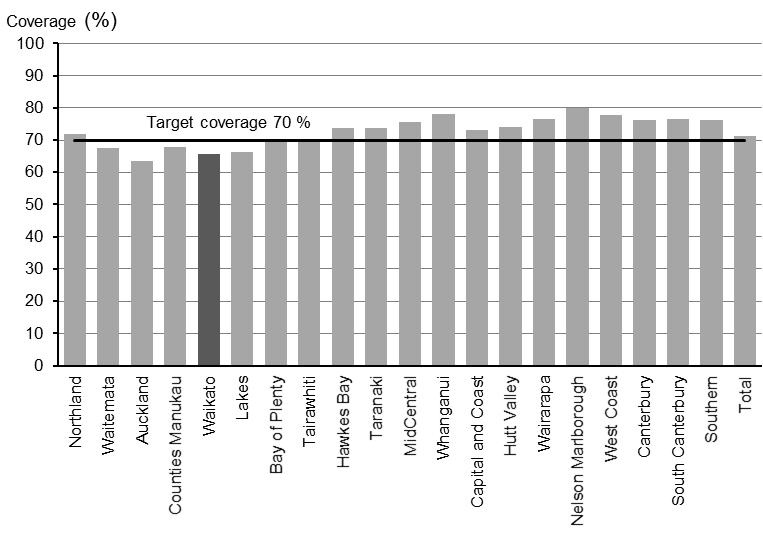 Coverage (%)
100
90
80
70
60
50
40
30
20
10
0
Target coverage 70 %
Northland
Waitemata
Auckland
Counties Manukau
Waikato
Lakes
Bay of Plenty
Tairawhiti
Hawkes Bay
Taranaki
MidCentral
Whanganui
Capital and Coast
Hutt Valley
Wairarapa
Nelson Marlborough
West Coast
Canterbury
South Canterbury
Southern
Total